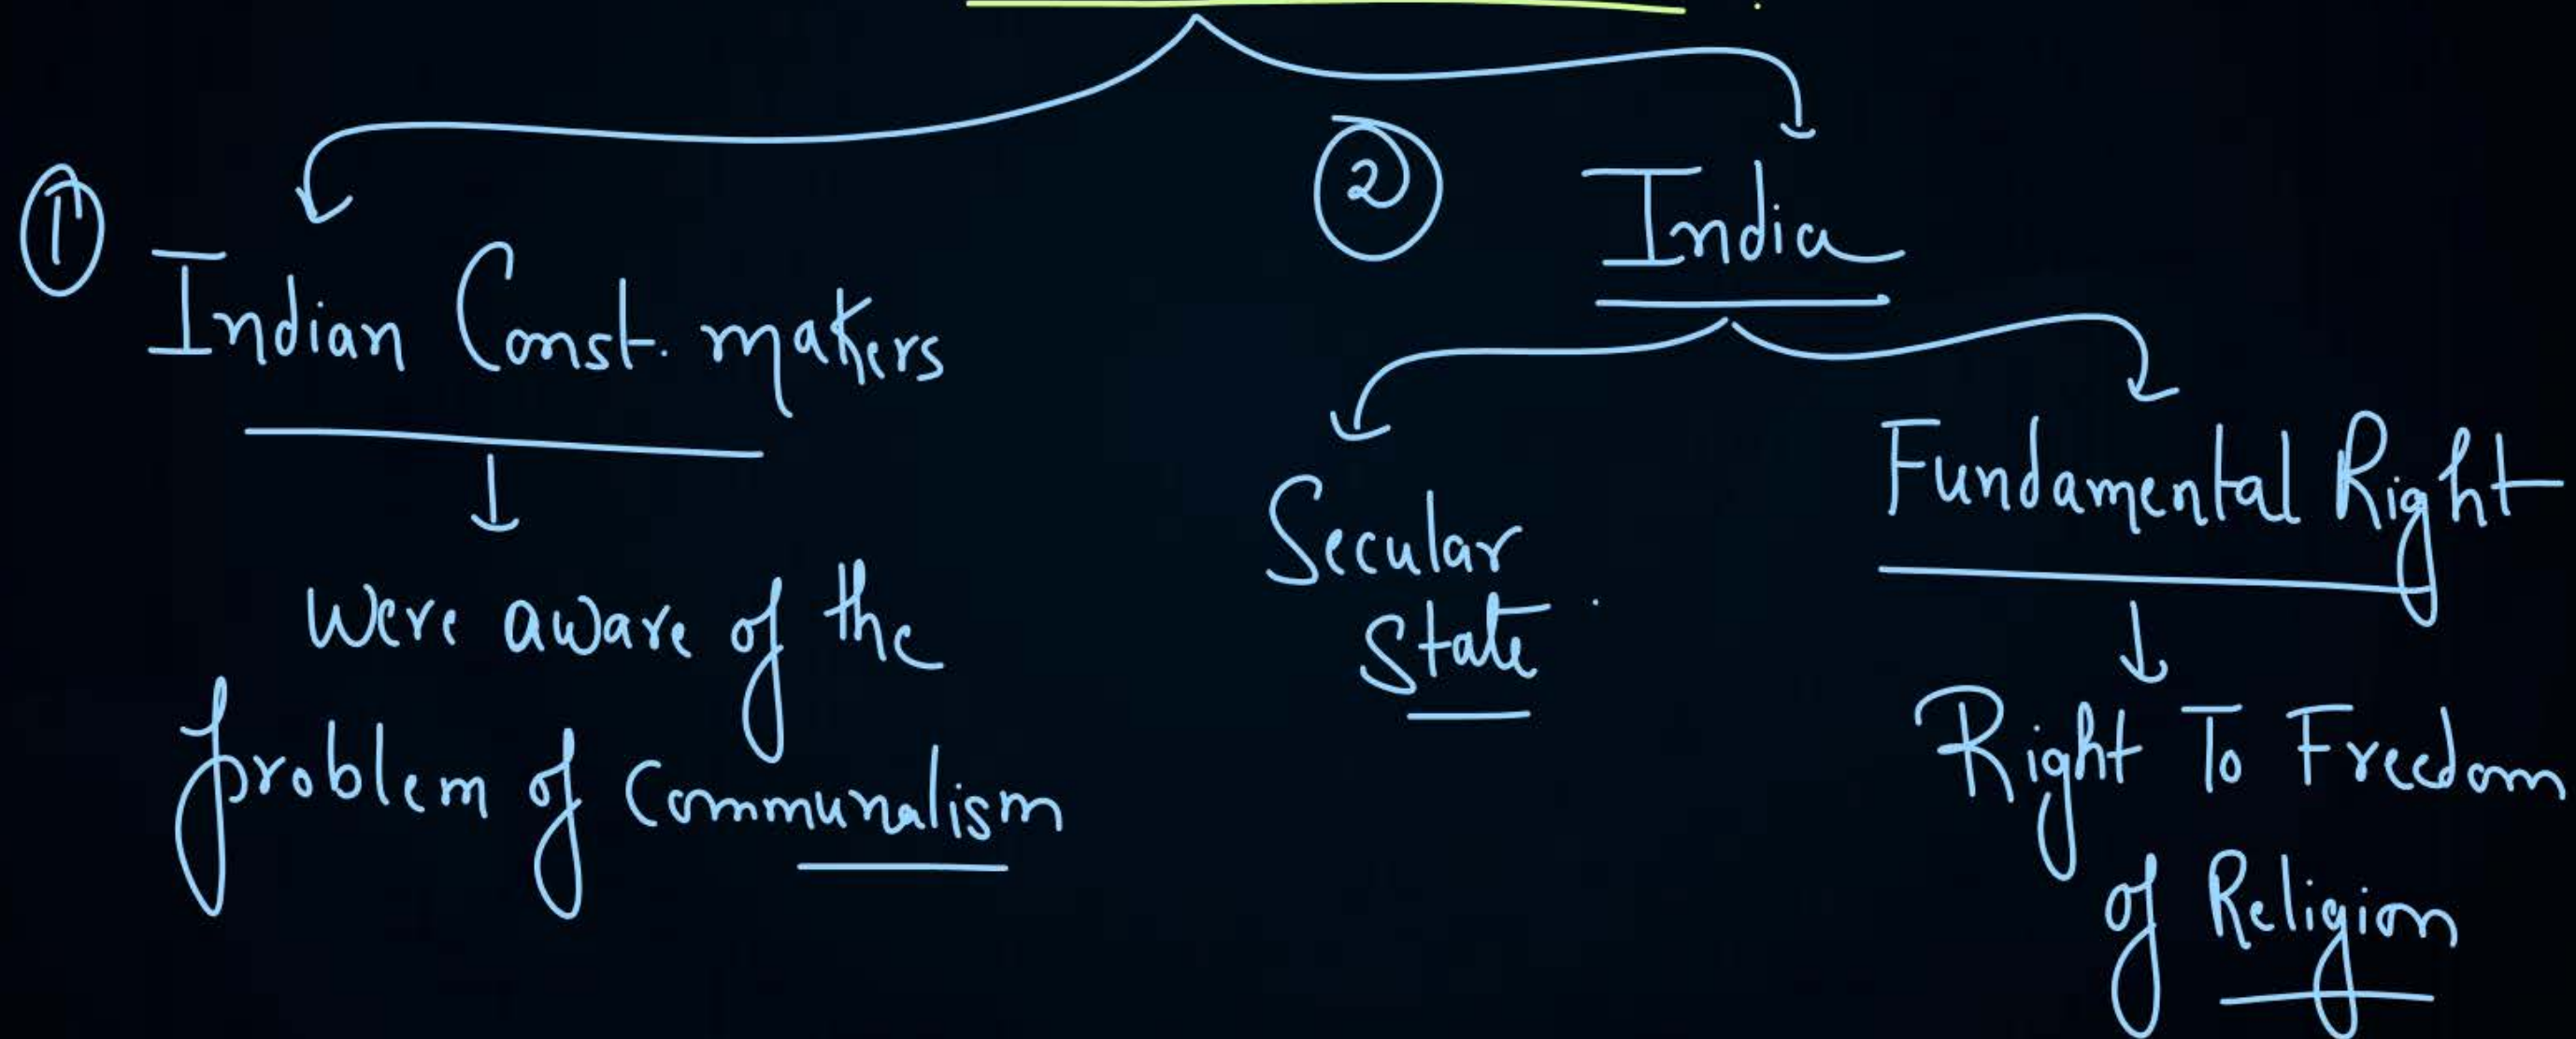 ①
Indian Const. makers
were aware of the
problem of communalism
②
India
Secular
State
Fundamental Right
Right To Freedom
of Religion